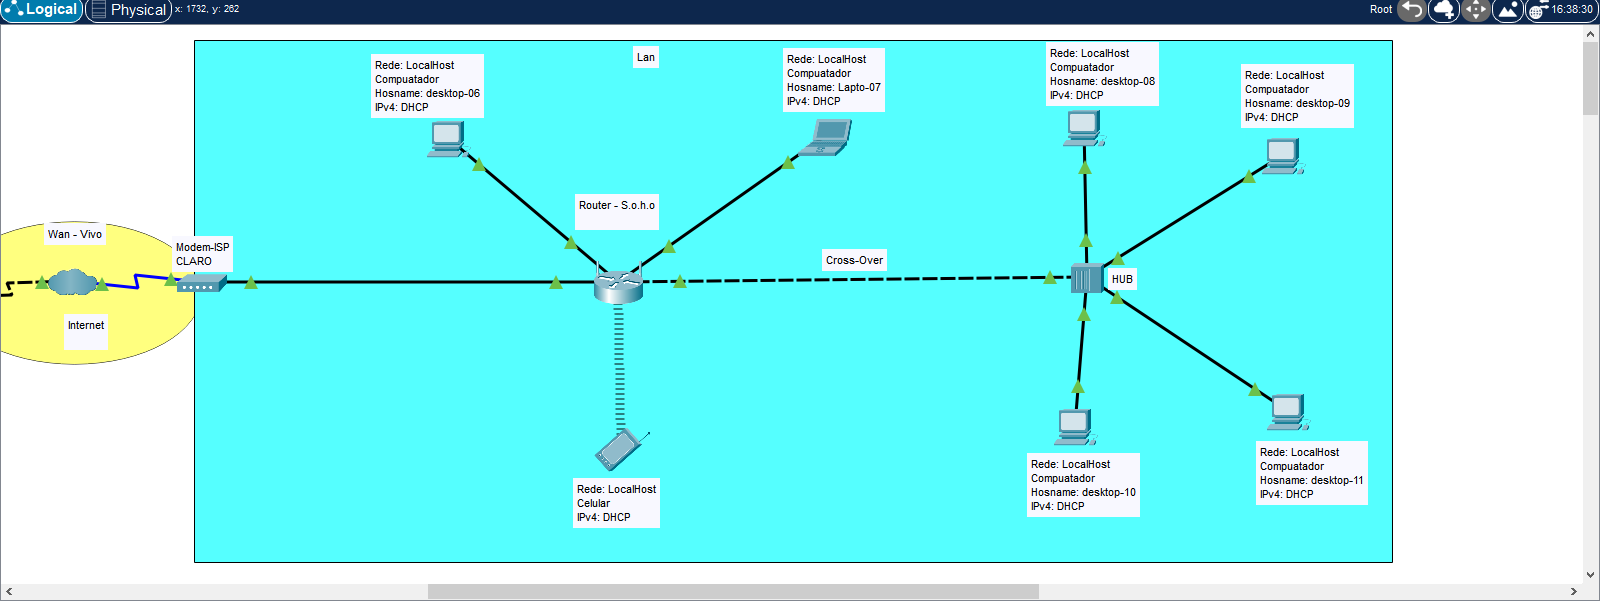 Logical
Physical
x: 1732, y: 262
Root
16:38:30
Lan
Rede: LocalHost
Compuatador
Hosname: desktop-06
IPv4: DHCP
Rede: LocalHost
Compuatador
Hosname: Lapto-07
IPv4: DHCP
Rede: LocalHost
Compuatador
Hosname: desktop-08
IPv4: DHCP
Rede: LocalHost
Compuatador
Hosname: desktop-09
IPv4: DHCP
Router - S.o.h.o
Wan - Vivo
Modem-ISP
CLARO
Cross-Over
HUB
Internet
Rede: LocalHost
Celular
IPv4: DHCP
Rede: LocalHost
Compuatador
Hosname: desktop-10
IPv4: DHCP
Rede: LocalHost
Compuatador
Hosname: desktop-11
IPv4: DHCP